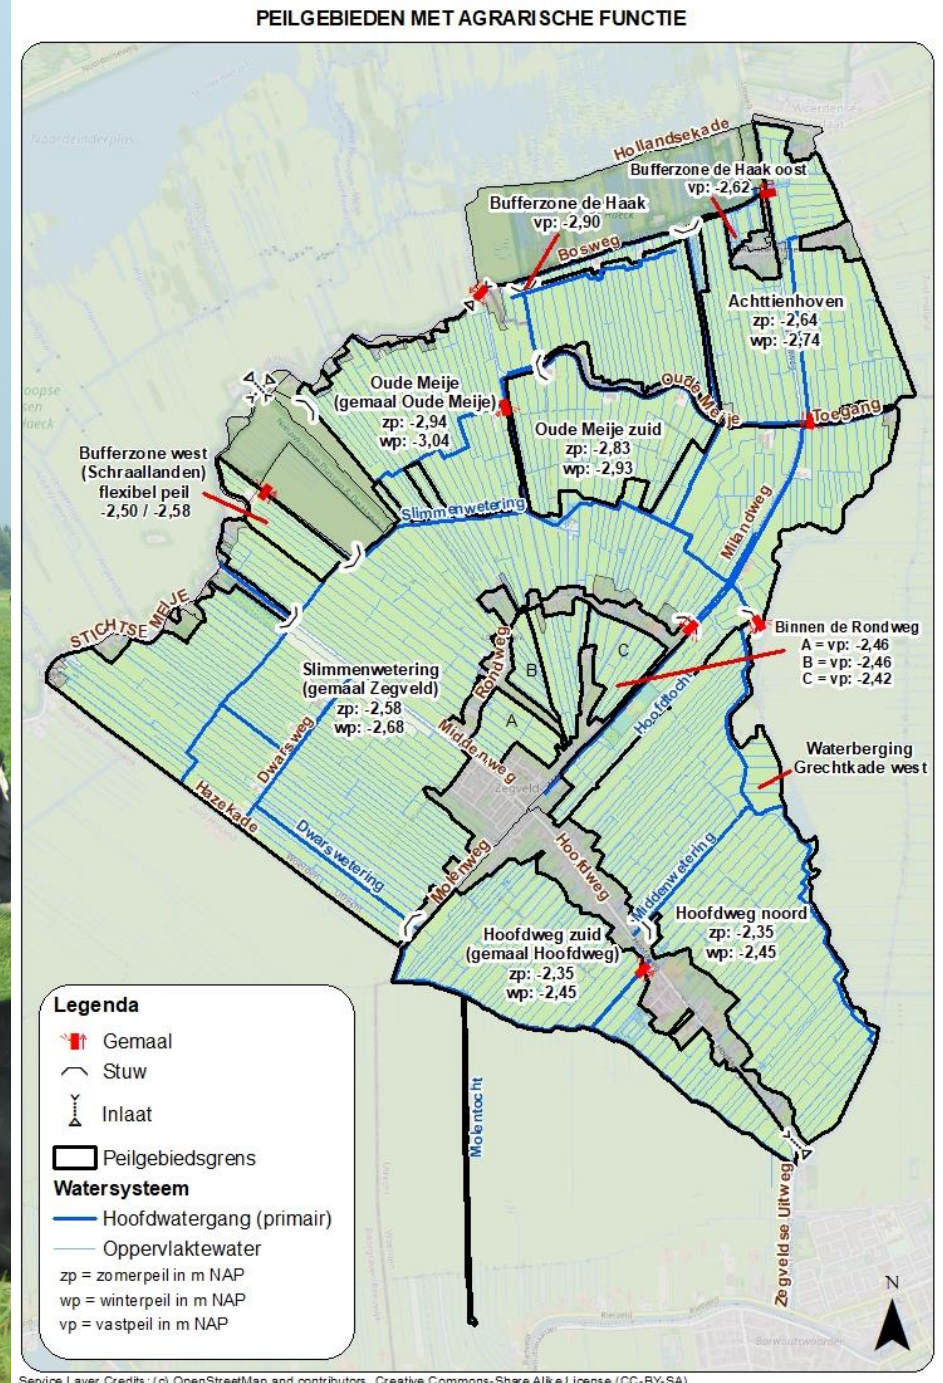 PEILGEBIEDEN MET AGRARISCHE FUNCTIE
Noordeinderplas
Hollandsekade
Bufferzone de Haak oost
vp: -2,62
Bufferzone de Haak
vp: -2,90
Bosweg
Achttienhoven
zp: -2,64
wp: -2,74
Oude Meije
(gemaal Oude Meije)
zp: -2,94
wp: -3,04
Oude Meije
Toegang
Oude Meije zuid
zp: -2,83
wp: -2,93
Bufferzone west
(Schraallanden)
flexibel peil
-2,50 / -2,58
Slimmenwetering
Milandweg
STICHTSE MEIJE
Rondweg
B
C
A
Binnen de Rondweg
A = vp: -2,46
B = vp: -2,46
C = vp: -2,42
Slimmenwetering
(gemaal Zegveld)
zp: -2,58
wp: -2,68
Hoofdtocht
Dwarsweg
Middenweg
Waterberging
Grechtkade west
Zegveld
Hazekade
Dwarswetering
Molenweg
Hoofdweg
Middenwetering
Hoofdweg noord
zp: -2,35
wp: -2,45
Hoofdweg zuid
(gemaal Hoofdweg)
zp: -2,35
wp: -2,45
Molentocht
Zegveldse Uitweg
Barwoutswaarder
N
Legenda
Gemaal
Stuw
Inlaat
Peilgebiedsgrens
Watersysteem
Hoofdwatergang (primair)
Oppervlaktewater
zp = zomerpeil in m NAP
wp = winterpeil in m NAP
vp = vastpeil in m NAP
Service Layer Credits: (c) OpenStreetMap and contributors, Creative Commons-Share Alike License (CC-BY-SA)